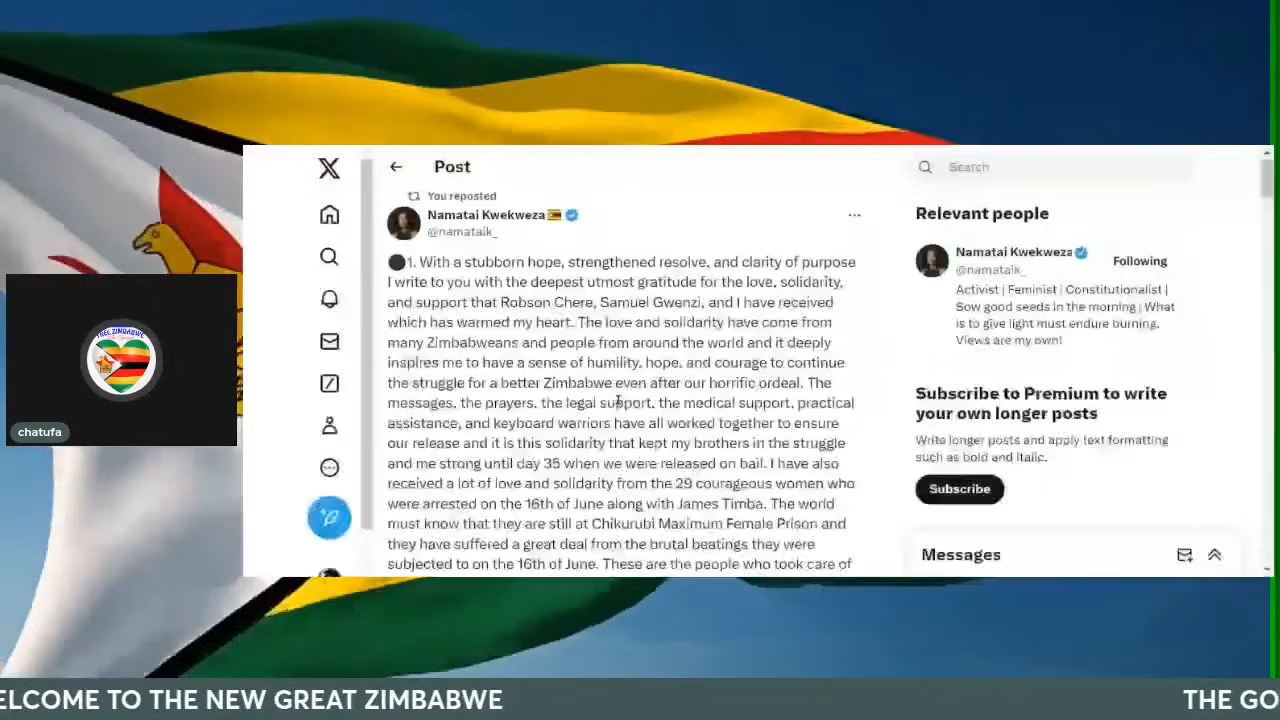 Post
Search
You reposted
Namatai Kwekweza
@namataik_
1. With a stubborn hope, strengthened resolve, and clarity of purpose
I write to you with the deepest utmost gratitude for the love, solidarity,
and support that Robson Chere, Samuel Gwenzi, and I have received
which has warmed my heart. The love and solidarity have come from
many Zimbabweans and people from around the world and it deeply
inspires me to have a sense of humility, hope, and courage to continue
the struggle for a better Zimbabwe even after our horrific ordeal. The
messages, the prayers, the legal support, the medical support, practical
assistance, and keyboard warriors have all worked together to ensure
our release and it is this solidarity that kept my brothers in the struggle
and me strong until day 35 when we were released on bail. I have also
received a lot of love and solidarity from the 29 courageous women who
were arrested on the 16th of June along with James Timba. The world
must know that they are still at Chikurubi Maximum Female Prison and
they have suffered a great deal from the brutal beatings they were
subjected to on the 16th of June. These are the people who took care of
Relevant people
Namatai Kwekweza
@namataik_
Following
Activist | Feminist | Constitutionalist |
Sow good seeds in the morning | What
is to give light must endure burning.
Views are my own!
Subscribe to Premium to write
your own longer posts
Write longer posts and apply text formatting
such as bold and italic.
Subscribe
Messages
FREE ZIMBABWE
chatufa
ELCOME TO THE NEW GREAT ZIMBABWE
THE GO